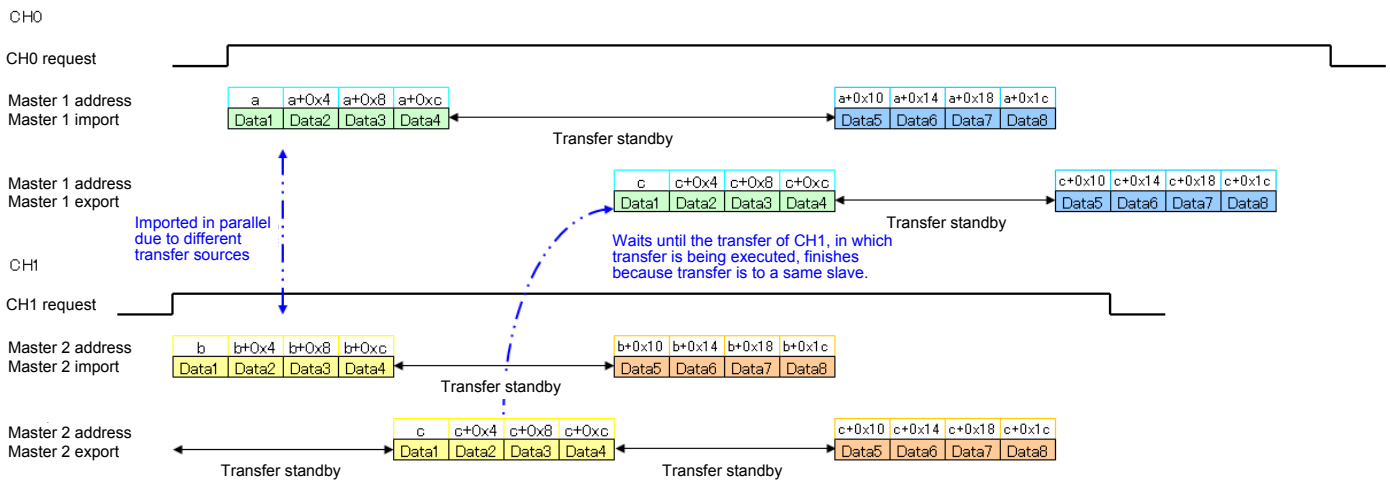 CH0
CH0 request
Master 1 address a a+0x4 a+0x8 a+0xc a+0x10 a+0x14 a+0x18 a+0x1c
Master 1 import Data1 Data2 Data3 Data4 Data5 Data6 Data7 Data8
Transfer standby
Master 1 address c c+0x4 c+0x8 c+0xc c+0x10 c+0x14 c+0x18 c+0x1c
Master 1 export Data1 Data2 Data3 Data4 Data5 Data6 Data7 Data8
Transfer standby
Imported in parallel
due to different
transfer sources
Waits until the transfer of CH1, in which
transfer is being executed, finishes
because transfer is to a same slave.
CH1
CH1 request
Master 2 address b b+0x4 b+0x8 b+0xc b+0x10 b+0x14 b+0x18 b+0x1c
Master 2 import Data1 Data2 Data3 Data4 Data5 Data6 Data7 Data8
Transfer standby
Master 2 address c c+0x4 c+0x8 c+0xc c+0x10 c+0x14 c+0x18 c+0x1c
Master 2 export Data1 Data2 Data3 Data4 Data5 Data6 Data7 Data8
Transfer standby Transfer standby